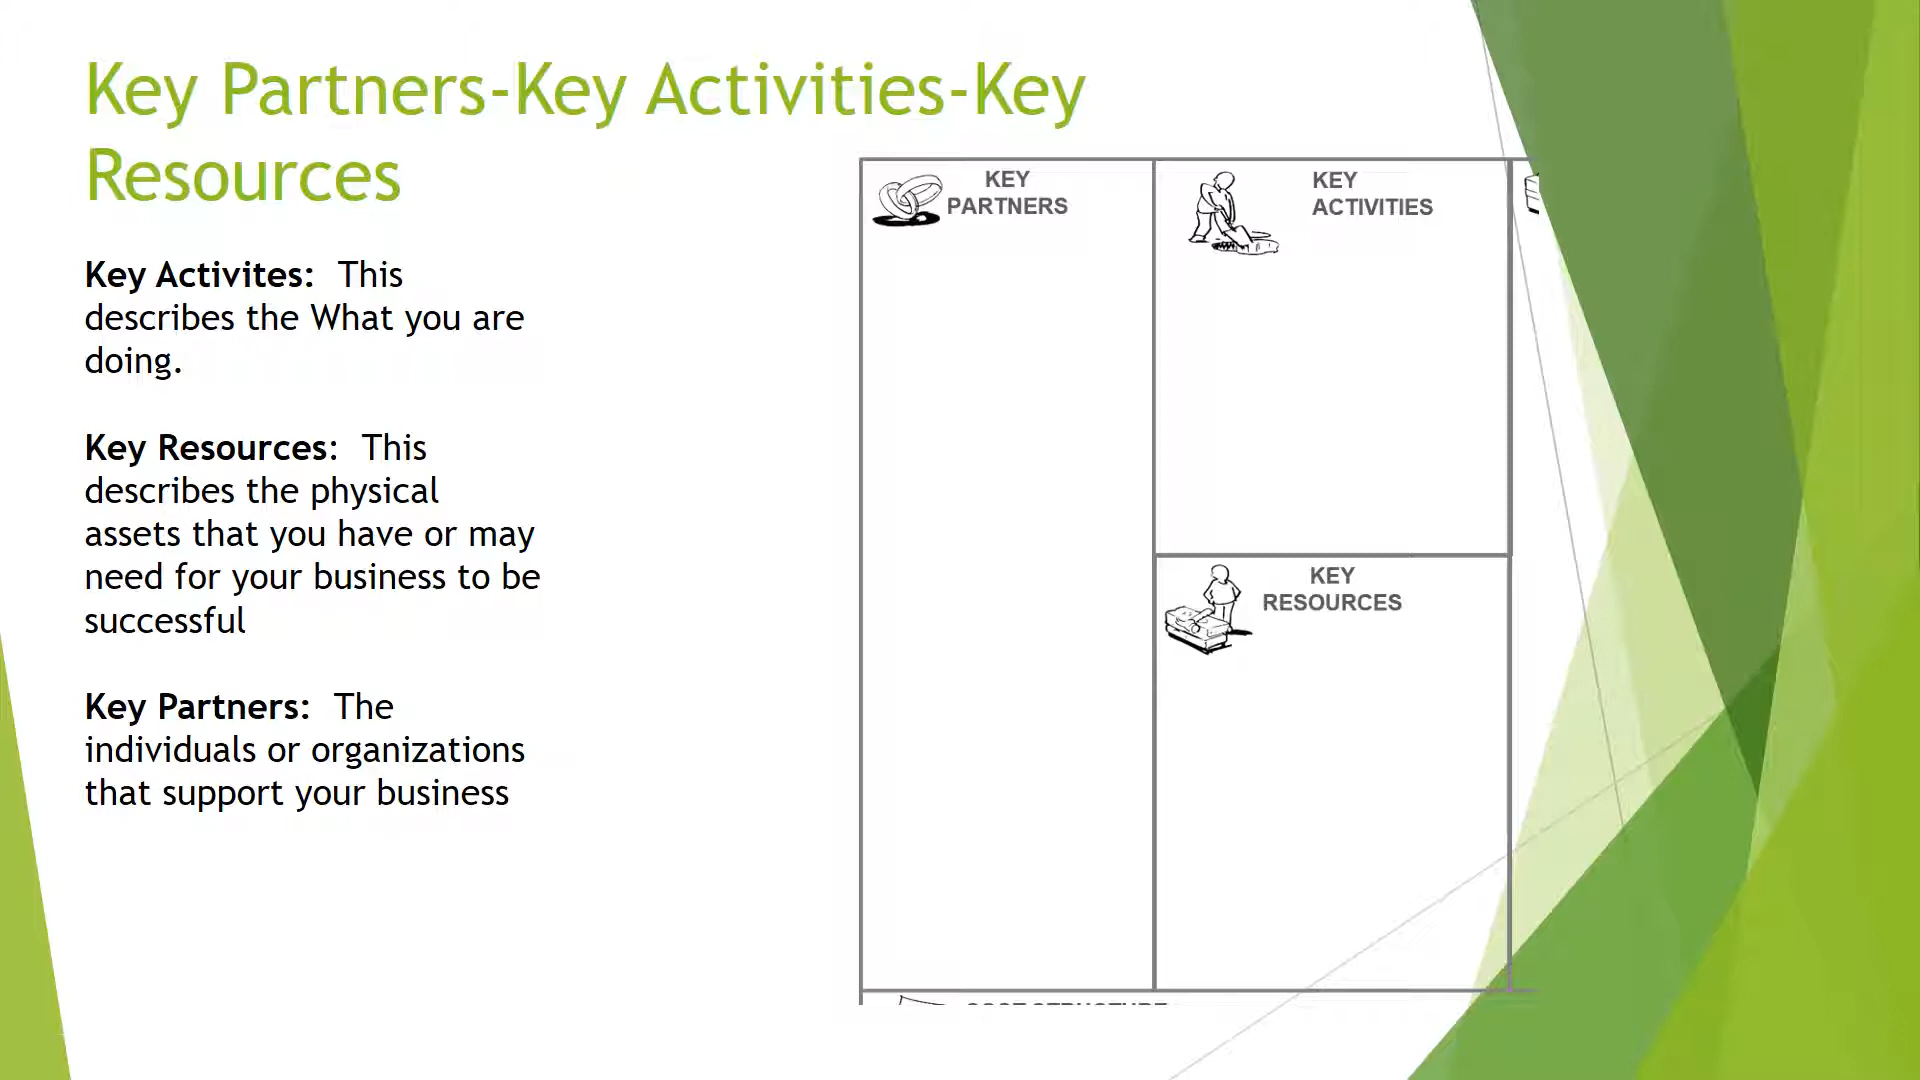 Key Partners-Key Activities-Key
Resources
Key Activites:  This
describes the What you are
doing.
Key Resources:  This
describes the physical
assets that you have or may
need for your business to be
successful
Key Partners:  The
individuals or organizations
that support your business
KEY
PARTNERS
KEY
ACTIVITIES
KEY
RESOURCES
COST STRUCTURE